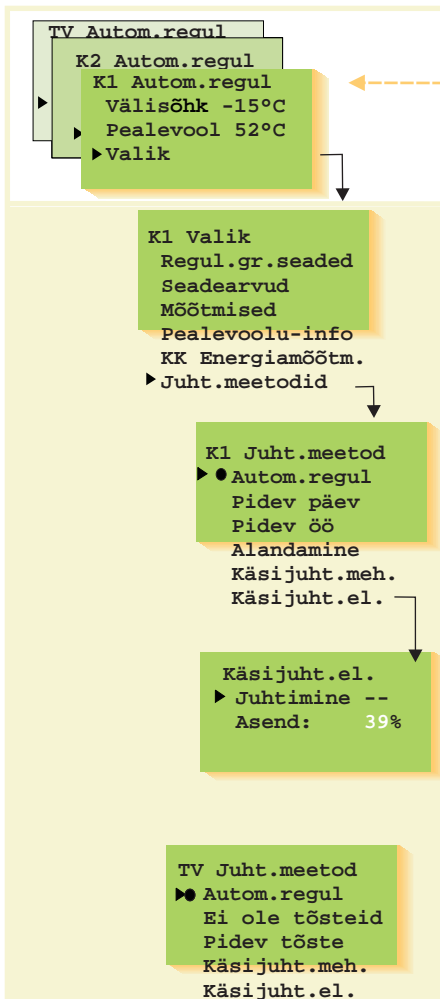 TV Autom.regul
K2 Autom.regul
K1 Autom.regul
Välisõhk -15ºC
Pealevool 52ºC
Valik
K1 Valik
Regul.gr.seaded
Seadearvud
Mõõtmised
Pealevoolu-info
KK Energiamõõtm.
Juht.meetodid
K1 Juht.meetod
Autom.regul
Pidev päev
Pidev öö
Alandamine
Käsijuht.meh.
Käsijuht.el.
Käsijuht.el.
Juhtimine --
Asend: 39%
TV Juht.meetod
Autom.regul
Ei ole tõsteid
Pidev tõste
Käsijuht.meh.
Käsijuht.el.